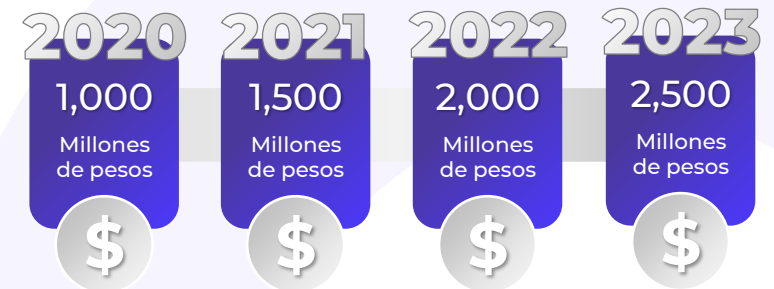 2020
1,000
Millones
de pesos
$
2021
1,500
Millones
de pesos
$
2022
2,000
Millones
de pesos
$
2023
2,500
Millones
de pesos
$